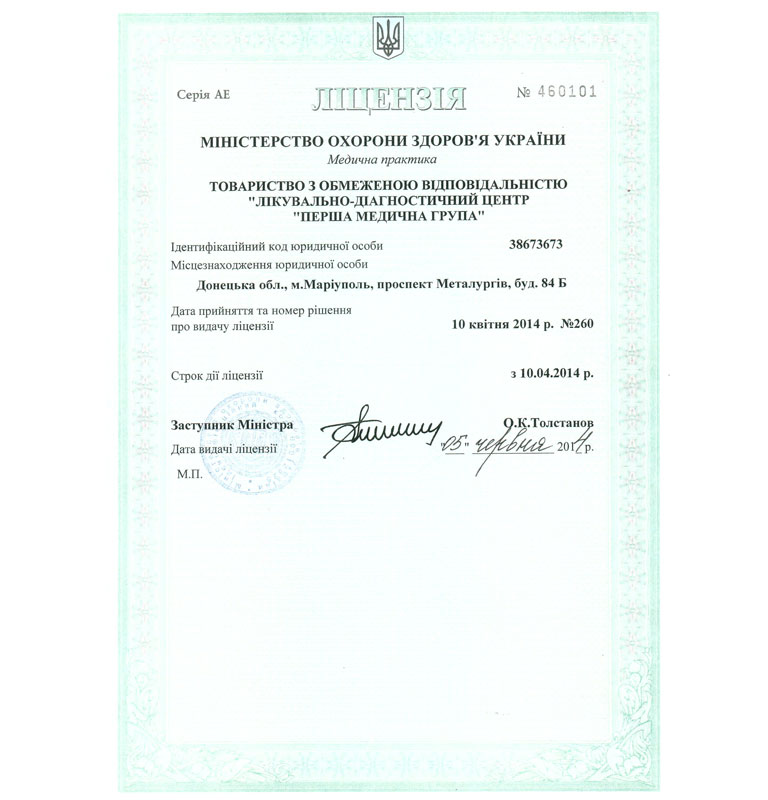 Серія АЕ
ЛІЦЕНЗІЯ
№ 460101
МІНІСТЕРСТВО ОХОРОНИ ЗДОРОВ'Я УКРАЇНИ
Медична практика
ТОВАРИСТВО З ОБМЕЖЕНОЮ ВІДПОВІДАЛЬНІСТЮ
"ЛІКУВАЛЬНО-ДІАГНОСТИЧНИЙ ЦЕНТР
"ПЕРША МЕДИЧНА ГРУПА"
Ідентифікаційний код юридичної особи 38673673
Місцезнаходження юридичної особи
Донецька обл., м.Маріуполь, проспект Металургів, буд. 84 Б
Дата прийняття та номер рішення
про видачу ліцензії 10 квітня 2014 р. №260
Строк дії ліцензії з 10.04.2014 р.
Заступник Міністра О.К.Толстанов
Дата видачі ліцензії "05" червня 2014 р.
М.П.